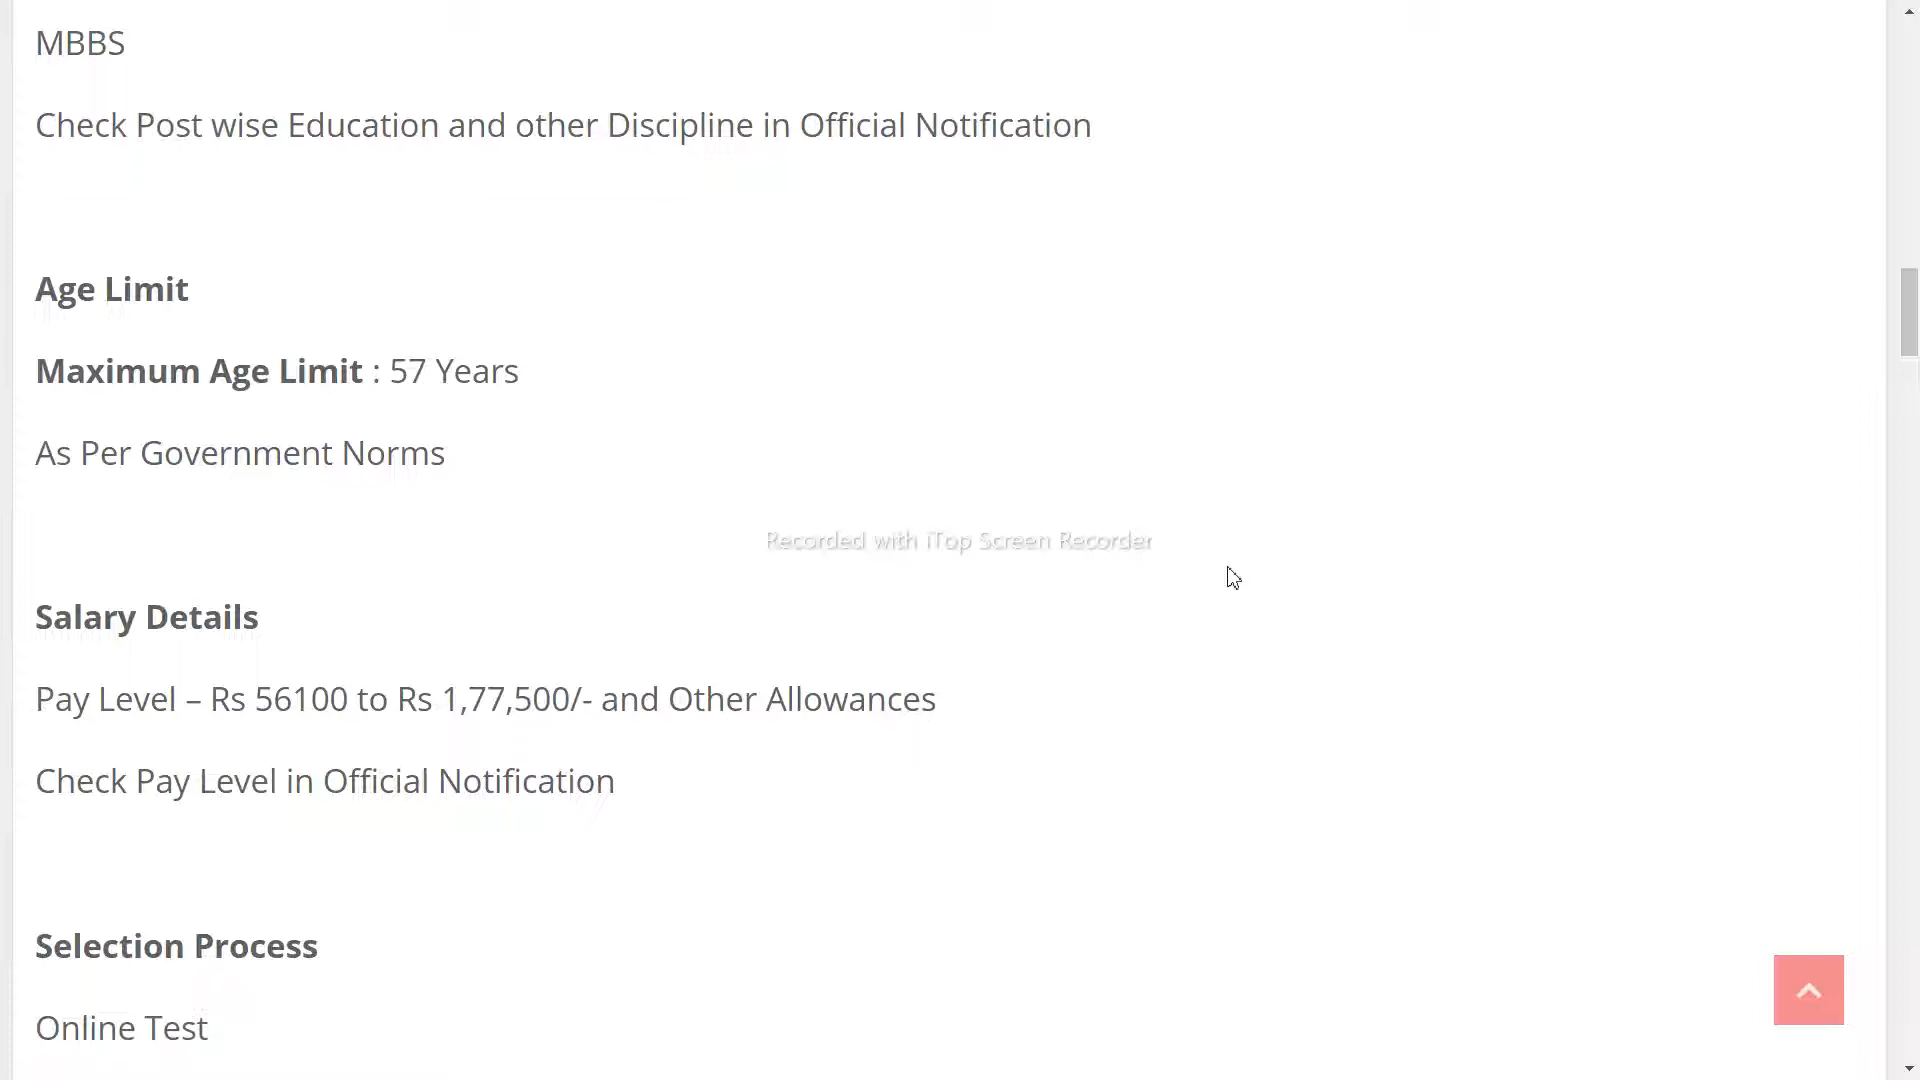 MBBS
Check Post wise Education and other Discipline in Official Notification
Age Limit
Maximum Age Limit : 57 Years
As Per Government Norms
Recorded with iTop Screen Recorder
Salary Details
Pay Level – Rs 56100 to Rs 1,77,500/- and Other Allowances
Check Pay Level in Official Notification
Selection Process
Online Test